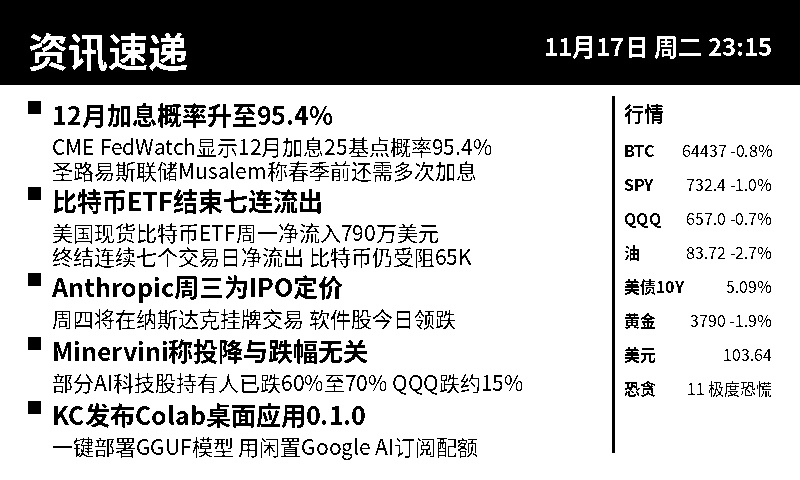 资讯速递
11月17日 周二 23:15
12月加息概率升至95.4%
CME FedWatch显示12月加息25基点概率95.4%
圣路易斯联储Musalem称春季前还需多次加息
比特币ETF结束七连流出
美国现货比特币ETF周一净流入790万美元
终结连续七个交易日净流出 比特币仍受阻65K
Anthropic周三为IPO定价
周四将在纳斯达克挂牌交易 软件股今日领跌
Minervini称投降与跌幅无关
部分AI科技股持有人已跌60%至70% QQQ跌约15%
KC发布Colab桌面应用0.1.0
一键部署GGUF模型 用闲置Google AI订阅配额
行情
BTC 64437 -0.8%
SPY 732.4 -1.0%
QQQ 657.0 -0.7%
油 83.72 -2.7%
美债10Y 5.09%
黄金 3790 -1.9%
美元 103.64
恐贪 11 极度恐慌